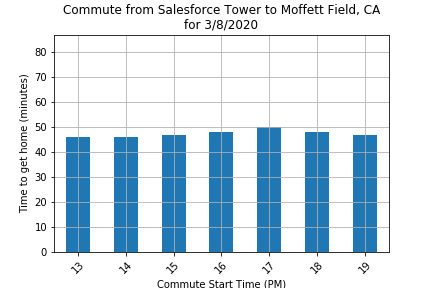 Commute from Salesforce Tower to Moffett Field, CA
for 3/8/2020
Time to get home (minutes)
80
70
60
50
40
30
20
10
0
13 14 15 16 17 18 19
Commute Start Time (PM)